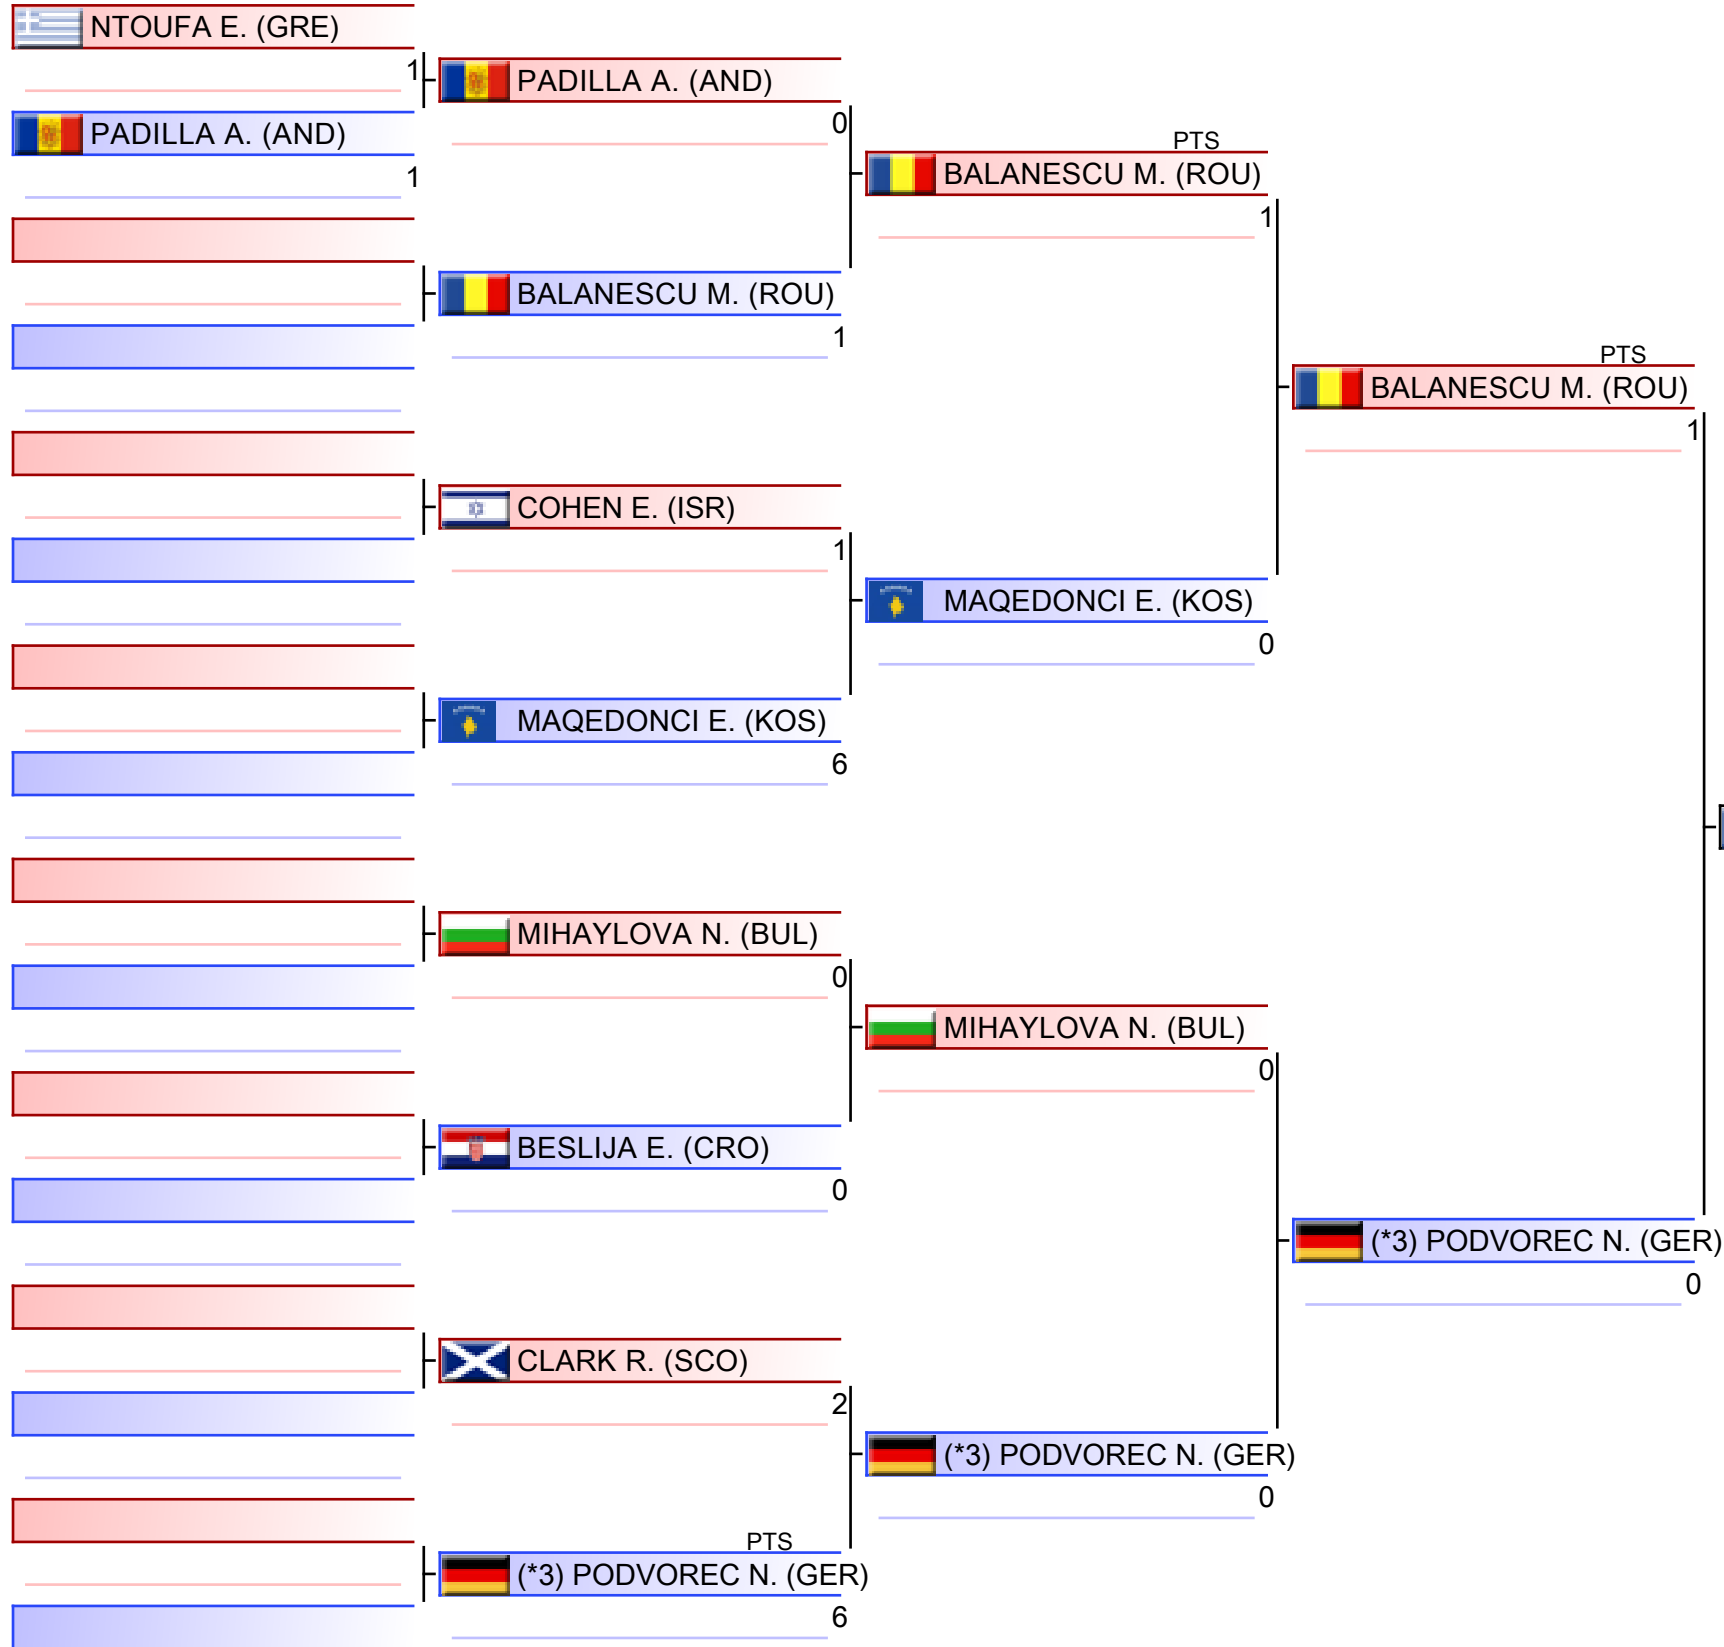 NTOUFA E. (GRE)
1
PADILLA A. (AND)
1
PADILLA A. (AND)
0
BALANESCU M. (ROU)
1
COHEN E. (ISR)
1
MAQEDONCI E. (KOS)
6
MIHAYLOVA N. (BUL)
0
BESLIJA E. (CRO)
0
CLARK R. (SCO)
2
PTS
(*3) PODVOREC N. (GER)
6
PTS
BALANESCU M. (ROU)
1
MAQEDONCI E. (KOS)
0
MIHAYLOVA N. (BUL)
0
(*3) PODVOREC N. (GER)
0
PTS
BALANESCU M. (ROU)
1
(*3) PODVOREC N. (GER)
0